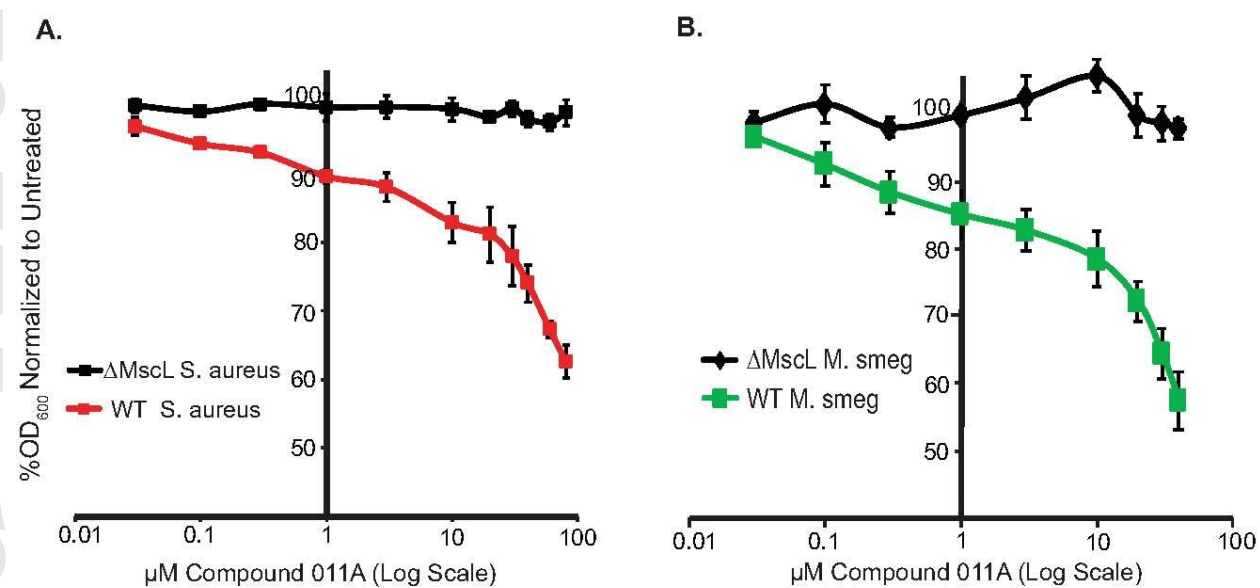 A.
%OD600 Normalized to Untreated
100
90
80
70
60
50
ΔMscL S. aureus
WT S. aureus
0.01 0.1 1 10 100
µM Compound 011A (Log Scale)
B.
100
90
80
70
60
50
ΔMscL M. smeg
WT M. smeg
0.01 0.1 1 10 100
µM Compound 011A (Log Scale)